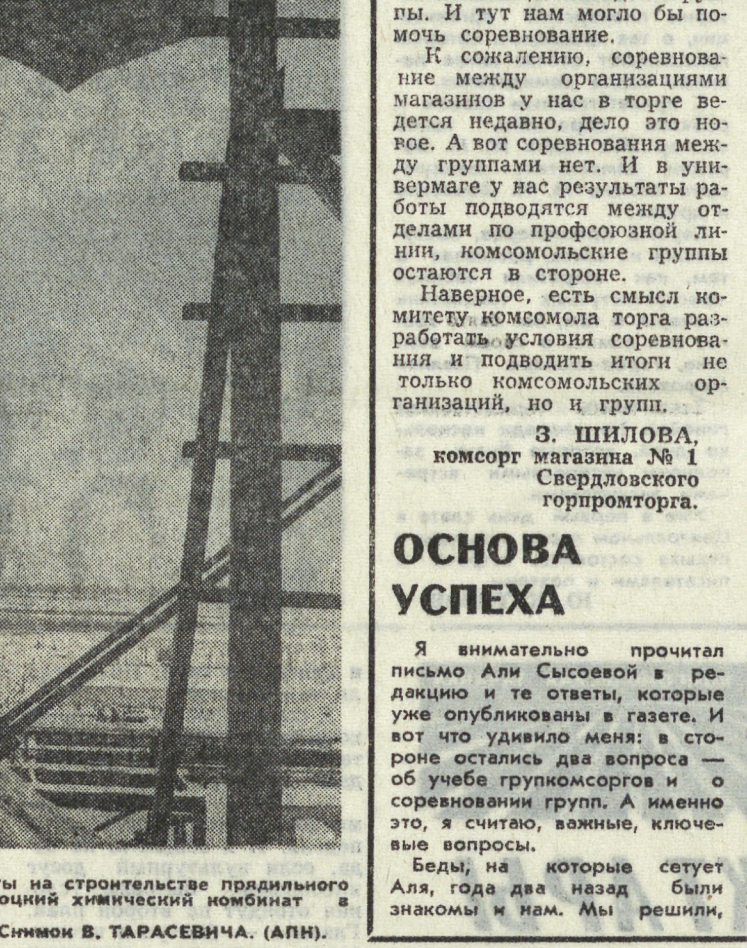 пы. И тут нам могло бы по-
мочь соревнование.
К сожалению, соревнова-
ние между организациями
магазинов у нас в торге ве-
дется недавно, дело это но-
вое. А вот соревнования меж-
ду группами нет. И в уни-
вермаге у нас результаты ра-
боты подводятся между от-
делами по профсоюзной ли-
нии, комсомольские группы
остаются в стороне.
Наверное, есть смысл ко-
митету комсомола торга раз-
работать условия соревнова-
ния и подводить итоги не
только комсомольских ор-
ганизаций, но и групп.
З. ШИЛОВА,
комсорг магазина № 1
Свердловского
горпромторга.
ОСНОВА
УСПЕХА
Я внимательно прочитал
письмо Али Сысоевой в ре-
дакцию и те ответы, которые
уже опубликованы в газете. И
вот что удивило меня: в сто-
роне остались два вопроса —
об учебе групкомсоргов и о
соревновании групп. А именно
это, я считаю, важные, ключе-
вые вопросы.
Беды, на которые сетует
Аля, года два назад были
знакомы и нам. Мы решили,
ты на строительстве прядильного
оцкий химический комбинат в
Снимок В. ТАРАСЕВИЧА. (АПН).